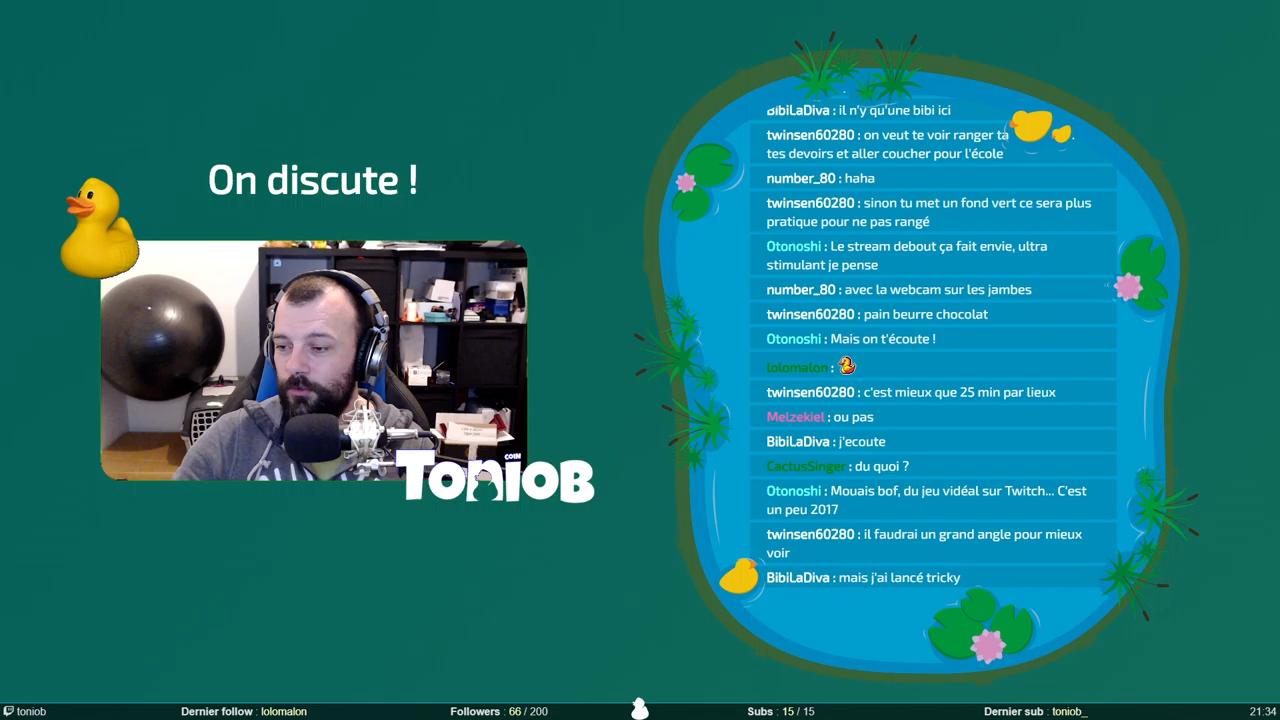 On discute !
COIN
TONIOB
BibiLaDiva : il n'y qu'une bibi ici
twinsen60280 : on veut te voir ranger ta
tes devoirs et aller coucher pour l'école
number_80 : haha
twinsen60280 : sinon tu met un fond vert ce sera plus
pratique pour ne pas rangé
Otonoshi : Le stream debout ça fait envie, ultra
stimulant je pense
number_80 : avec la webcam sur les jambes
twinsen60280 : pain beurre chocolat
Otonoshi : Mais on t'écoute !
lolomalon :
twinsen60280 : c'est mieux que 25 min par lieux
Melzekiel : ou pas
BibiLaDiva : j'ecoute
CactusSinger : du quoi ?
Otonoshi : Mouais bof, du jeu vidéal sur Twitch... C'est
un peu 2017
twinsen60280 : il faudrai un grand angle pour mieux
voir
BibiLaDiva : mais j'ai lancé tricky
toniob Dernier follow : lolomalon Followers : 66 / 200 Subs : 15 / 15 Dernier sub : toniob_ 21:34